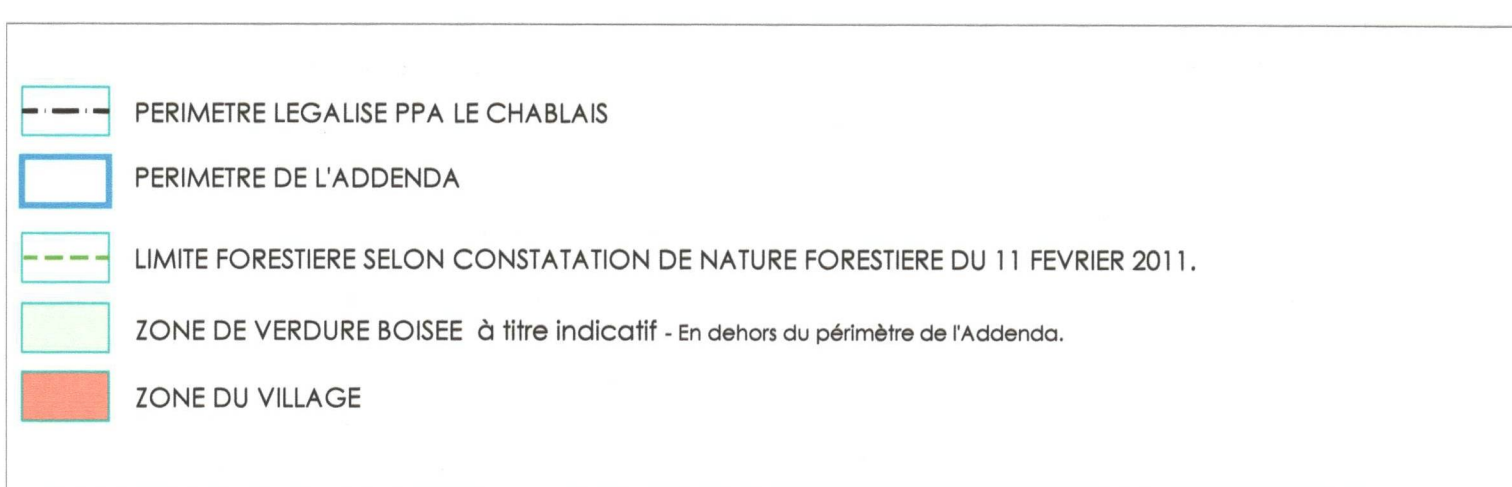 PERIMETRE LEGALISE PPA LE CHABLAIS
PERIMETRE DE L'ADDENDA
LIMITE FORESTIERE SELON CONSTATATION DE NATURE FORESTIERE DU 11 FEVRIER 2011.
ZONE DE VERDURE BOISEE à titre indicatif - En dehors du périmètre de l'Addenda.
ZONE DU VILLAGE